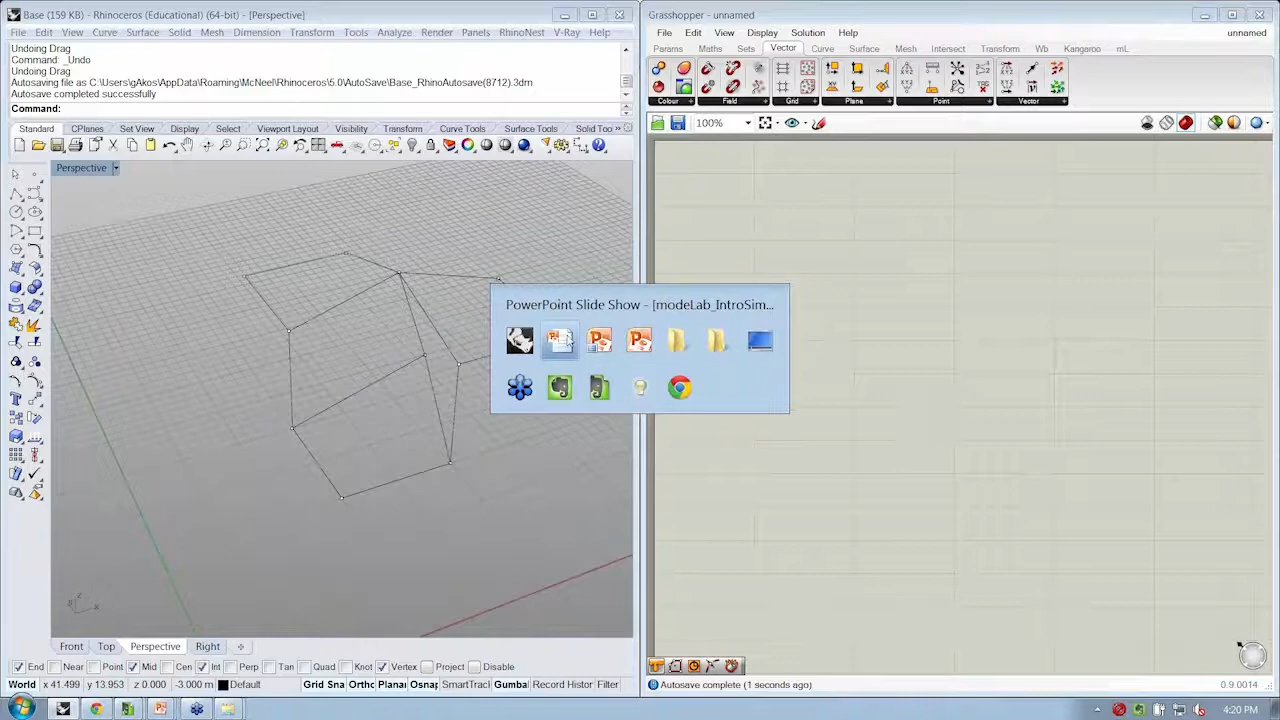 Base (159 KB) - Rhinoceros (Educational) (64-bit) - [Perspective]
File Edit View Curve Surface Solid Mesh Dimension Transform Tools Analyze Render Panels RhinoNest V-Ray Help
Undoing Drag
Command: _Undo
Undoing Drag
Autosaving file as C:\Users\gAkos\AppData\Roaming\McNeel\Rhinoceros\5.0\AutoSave\Base_RhinoAutosave(8712).3dm
Autosave completed successfully
Command:
Standard CPlanes Set View Display Select Viewport Layout Visibility Transform Curve Tools Surface Tools Solid Too »
Perspective
z
y x
Front Top Perspective Right
End Near Point Mid Cen Int Perp Tan Quad Knot Vertex Project Disable
World x 41.499 y 13.953 z 0.000 -3.000 m Default Grid Sna Ortho Planar Osnap SmartTrac Gumba Record Histor Filter
Grasshopper - unnamed
File Edit View Display Solution Help unnamed
Params Maths Sets Vector Curve Surface Mesh Intersect Transform Wb Kangaroo mL
Colour + Field + Grid + Plane + Point + Vector +
100%
PowerPoint Slide Show - [modeLab_IntroSim...
Autosave complete (1 seconds ago) 0.9.0014
4:20 PM